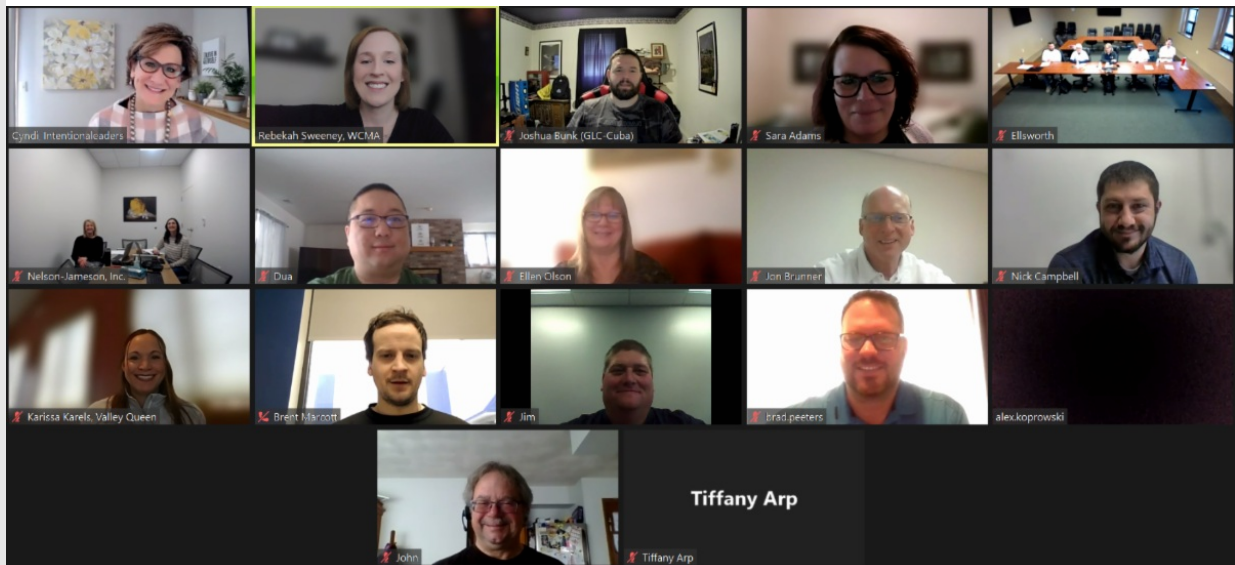 Cyndi, Intentionaleaders
Rebekah Sweeney, WCMA
Joshua Bunk (GLC-Cuba)
Sara Adams
Ellsworth
Nelson-Jameson, Inc.
Dua
Ellen Olson
Jon Brunner
Nick Campbell
Karissa Karels, Valley Queen
Brent Marcott
Jim
brad.peeters
alex.koprowski
John
Tiffany Arp
Tiffany Arp